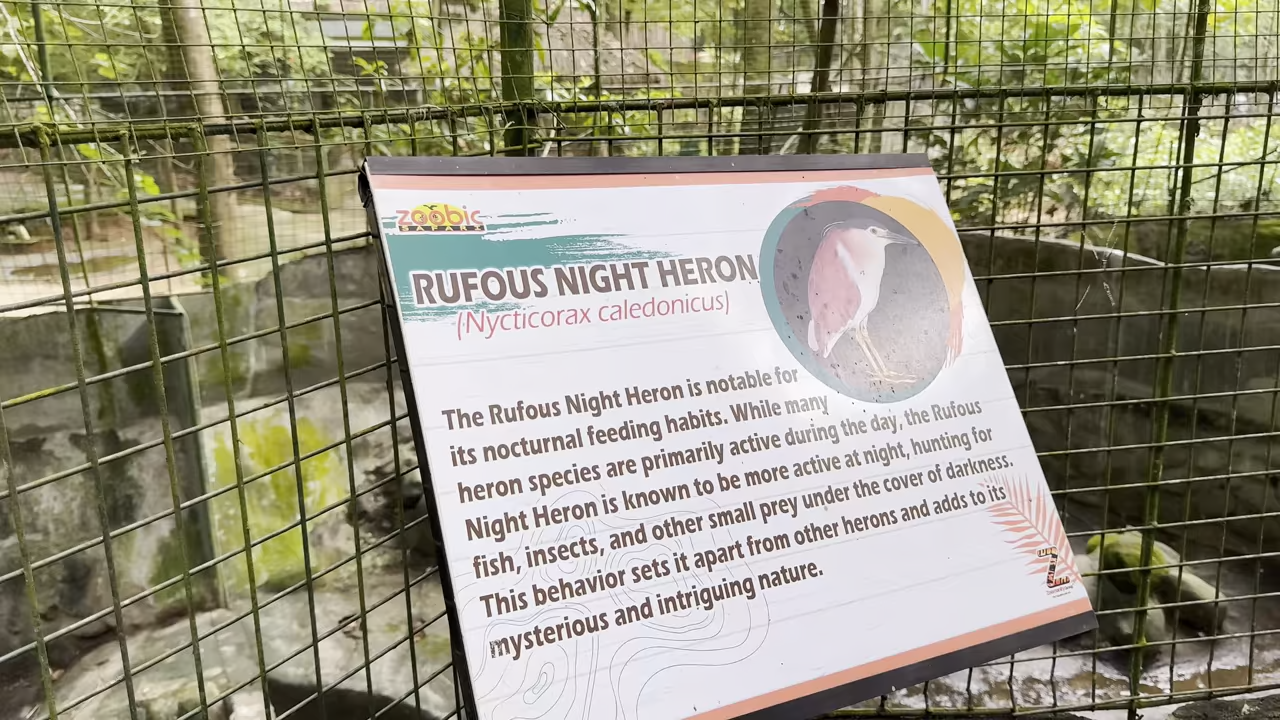 zoobic
SAFARI
RUFOUS NIGHT HERON
(Nycticorax caledonicus)
The Rufous Night Heron is notable for
its nocturnal feeding habits. While many
heron species are primarily active during the day, the Rufous
Night Heron is known to be more active at night, hunting for
fish, insects, and other small prey under the cover of darkness.
This behavior sets it apart from other herons and adds to its
mysterious and intriguing nature.